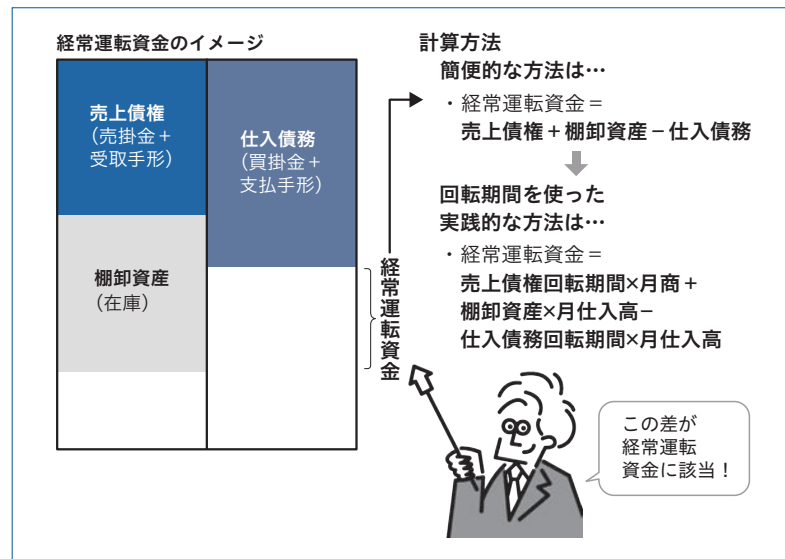 経常運転資金のイメージ
売上債権
(売掛金＋
受取手形)
仕入債務
(買掛金＋
支払手形)
棚卸資産
(在庫)
経常運転資金
計算方法
簡便的な方法は…
・経常運転資金＝
売上債権＋棚卸資産－仕入債務
回転期間を使った
実践的な方法は…
・経常運転資金＝
売上債権回転期間×月商＋
棚卸資産×月仕入高－
仕入債務回転期間×月仕入高
この差が
経常運転
資金に該当！